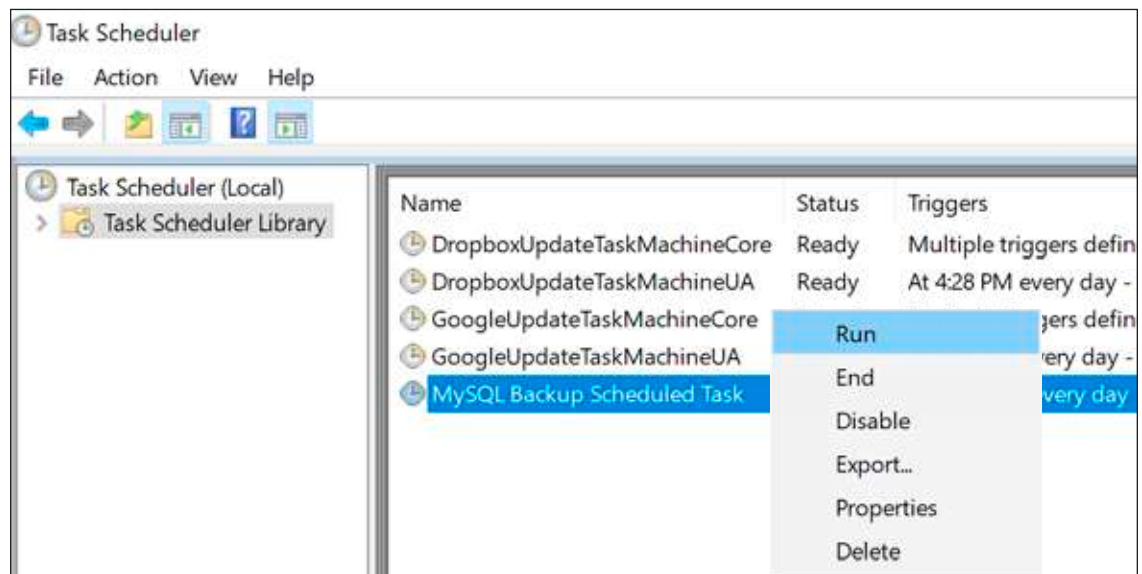 Task Scheduler
File Action View Help
Task Scheduler (Local)
Task Scheduler Library
Name Status Triggers
DropboxUpdateTaskMachineCore Ready Multiple triggers defin
DropboxUpdateTaskMachineUA Ready At 4:28 PM every day -
GoogleUpdateTaskMachineCore gers defin
GoogleUpdateTaskMachineUA ery day -
MySQL Backup Scheduled Task very day
Run
End
Disable
Export...
Properties
Delete